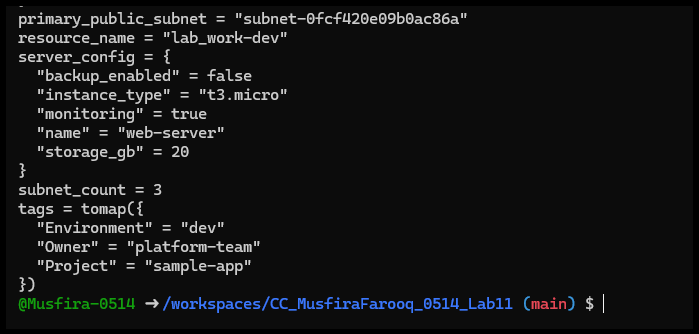 primary_public_subnet = "subnet-0fcf420e09b0ac86a"
resource_name = "lab_work-dev"
server_config = {
  "backup_enabled" = false
  "instance_type" = "t3.micro"
  "monitoring" = true
  "name" = "web-server"
  "storage_gb" = 20
}
subnet_count = 3
tags = tomap({
  "Environment" = "dev"
  "Owner" = "platform-team"
  "Project" = "sample-app"
})
@Musfira-0514 ➜ /workspaces/CC_MusfiraFarooq_0514_Lab11 (main) $